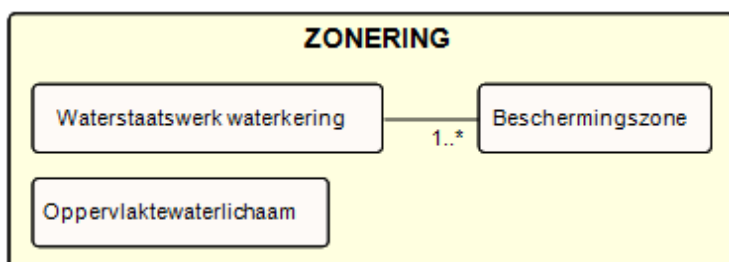 ZONERING
Waterstaatswerk waterkering
Beschermingszone
1..*
Oppervlaktewaterlichaam